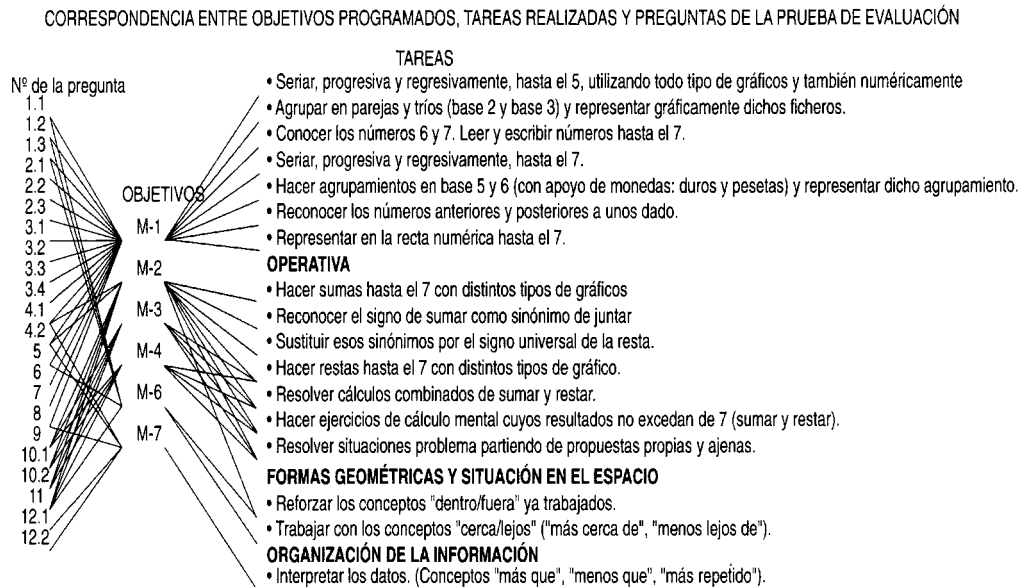 CORRESPONDENCIA ENTRE OBJETIVOS PROGRAMADOS, TAREAS REALIZADAS Y PREGUNTAS DE LA PRUEBA DE EVALUACIÓN
TAREAS
Nº de la pregunta
1.1
1.2
1.3
2.1
2.2
2.3
3.1
3.2
3.3
3.4
4.1
4.2
5
6
7
8
9
10.1
10.2
11
12.1
12.2
OBJETIVOS
M-1
M-2
M-3
M-4
M-6
M-7
• Seriar, progresiva y regresivamente, hasta el 5, utilizando todo tipo de gráficos y también numéricamente
• Agrupar en parejas y tríos (base 2 y base 3) y representar gráficamente dichos ficheros.
• Conocer los números 6 y 7. Leer y escribir números hasta el 7.
• Seriar, progresiva y regresivamente, hasta el 7.
• Hacer agrupamientos en base 5 y 6 (con apoyo de monedas: duros y pesetas) y representar dicho agrupamiento.
• Reconocer los números anteriores y posteriores a unos dado.
• Representar en la recta numérica hasta el 7.
OPERATIVA
• Hacer sumas hasta el 7 con distintos tipos de gráficos
• Reconocer el signo de sumar como sinónimo de juntar
• Sustituir esos sinónimos por el signo universal de la resta.
• Hacer restas hasta el 7 con distintos tipos de gráfico.
• Resolver cálculos combinados de sumar y restar.
• Hacer ejercicios de cálculo mental cuyos resultados no excedan de 7 (sumar y restar).
• Resolver situaciones problema partiendo de propuestas propias y ajenas.
FORMAS GEOMÉTRICAS Y SITUACIÓN EN EL ESPACIO
• Reforzar los conceptos "dentro/fuera" ya trabajados.
• Trabajar con los conceptos "cerca/lejos" ("más cerca de", "menos lejos de").
ORGANIZACIÓN DE LA INFORMACIÓN
• Interpretar los datos. (Conceptos "más que", "menos que", "más repetido").